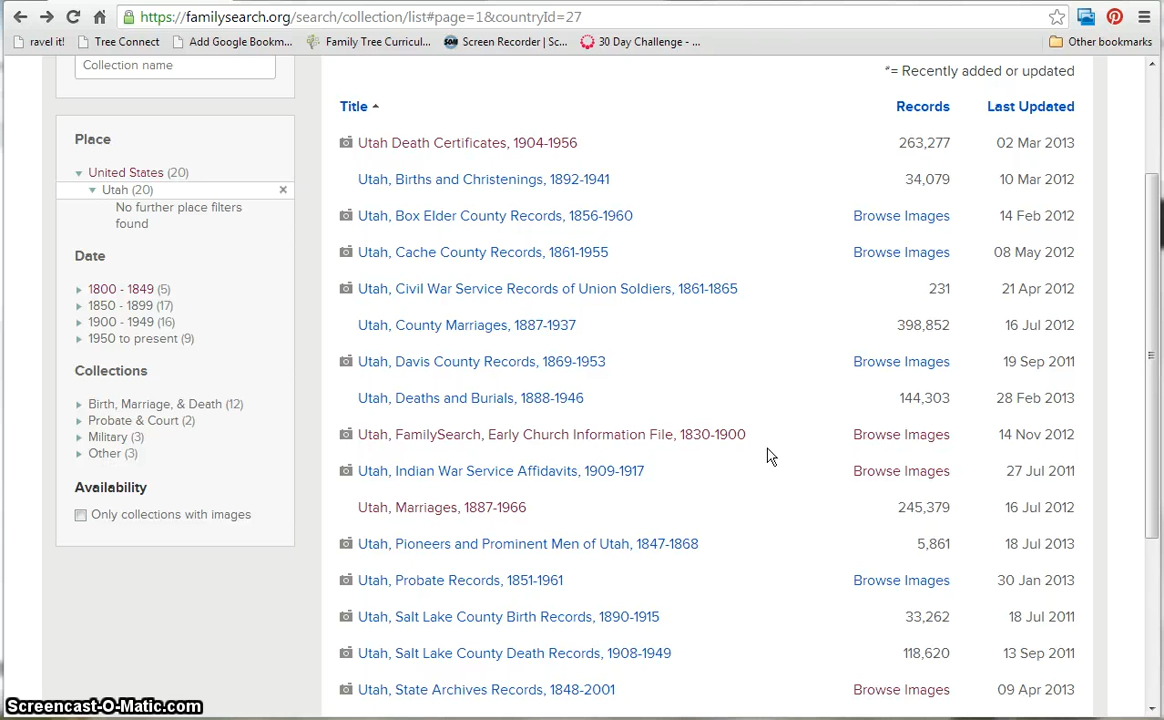 https://familysearch.org/search/collection/list#page=1&countryId=27
ravel it! Tree Connect Add Google Bookm... Family Tree Curricul... Screen Recorder | Sc... 30 Day Challenge - ... Other bookmarks
Collection name
*= Recently added or updated
Place
United States (20)
Utah (20)
No further place filters
found
Date
1800 - 1849 (5)
1850 - 1899 (17)
1900 - 1949 (16)
1950 to present (9)
Collections
Birth, Marriage, & Death (12)
Probate & Court (2)
Military (3)
Other (3)
Availability
Only collections with images
Title Records Last Updated
Utah Death Certificates, 1904-1956 263,277 02 Mar 2013
Utah, Births and Christenings, 1892-1941 34,079 10 Mar 2012
Utah, Box Elder County Records, 1856-1960 Browse Images 14 Feb 2012
Utah, Cache County Records, 1861-1955 Browse Images 08 May 2012
Utah, Civil War Service Records of Union Soldiers, 1861-1865 231 21 Apr 2012
Utah, County Marriages, 1887-1937 398,852 16 Jul 2012
Utah, Davis County Records, 1869-1953 Browse Images 19 Sep 2011
Utah, Deaths and Burials, 1888-1946 144,303 28 Feb 2013
Utah, FamilySearch, Early Church Information File, 1830-1900 Browse Images 14 Nov 2012
Utah, Indian War Service Affidavits, 1909-1917 Browse Images 27 Jul 2011
Utah, Marriages, 1887-1966 245,379 16 Jul 2012
Utah, Pioneers and Prominent Men of Utah, 1847-1868 5,861 18 Jul 2013
Utah, Probate Records, 1851-1961 Browse Images 30 Jan 2013
Utah, Salt Lake County Birth Records, 1890-1915 33,262 18 Jul 2011
Utah, Salt Lake County Death Records, 1908-1949 118,620 13 Sep 2011
Utah, State Archives Records, 1848-2001 Browse Images 09 Apr 2013
Screencast-O-Matic.com